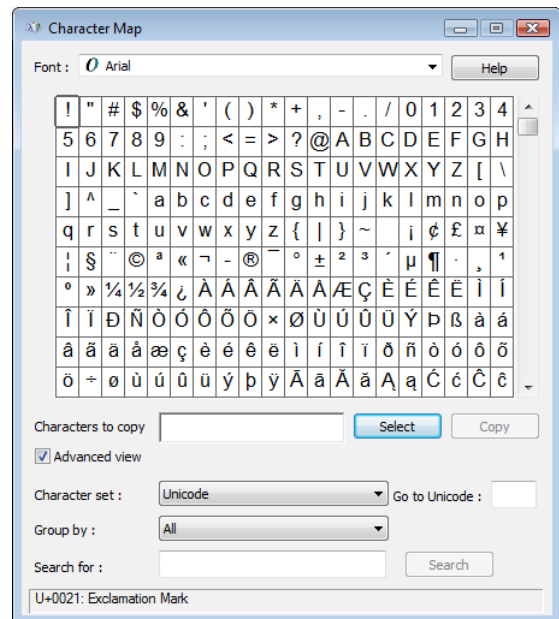 Character Map
Font : O Arial Help
! " # $ % & ' ( ) * + , - . / 0 1 2 3 4
5 6 7 8 9 : ; < = > ? @ A B C D E F G H
I J K L M N O P Q R S T U V W X Y Z [ \
] ^ _ ` a b c d e f g h i j k l m n o p
q r s t u v w x y z { | } ~ ¡ ¢ £ ¤ ¥
¦ § ¨ © ª « ¬ - ® ¯ ° ± ² ³ ´ µ ¶ · ¸ ¹
º » ¼ ½ ¾ ¿ À Á Â Ã Ä Å Æ Ç È É Ê Ë Ì Í
Î Ï Ð Ñ Ò Ó Ô Õ Ö × Ø Ù Ú Û Ü Ý Þ ß à á
â ã ä å æ ç è é ê ë ì í î ï ð ñ ò ó ô õ
ö ÷ ø ù ú û ü ý þ ÿ Ā ā Ă ă Ą ą Ć ć Ĉ ĉ
Characters to copy Select Copy
Advanced view
Character set : Unicode Go to Unicode :
Group by : All
Search for : Search
U+0021: Exclamation Mark